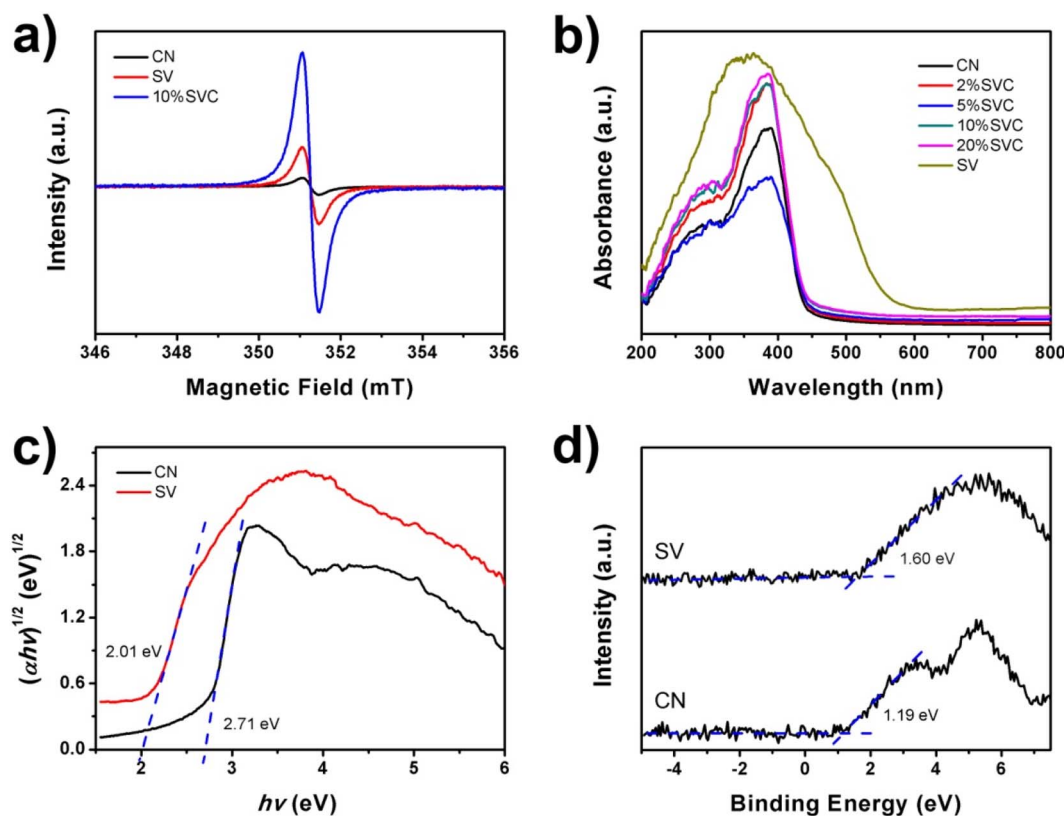 a)
CN
SV
10%SVC
Intensity (a.u.)
346 348 350 352 354 356
Magnetic Field (mT)
b)
CN
2%SVC
5%SVC
10%SVC
20%SVC
SV
Absorbance (a.u.)
200 300 400 500 600 700 800
Wavelength (nm)
c)
CN
SV
(αhν)1/2 (eV)1/2
2.4
1.8
1.2
0.6
0.0
2.01 eV
2.71 eV
2 3 4 5 6
hν (eV)
d)
SV
1.60 eV
CN
1.19 eV
Intensity (a.u.)
-4 -2 0 2 4 6
Binding Energy (eV)